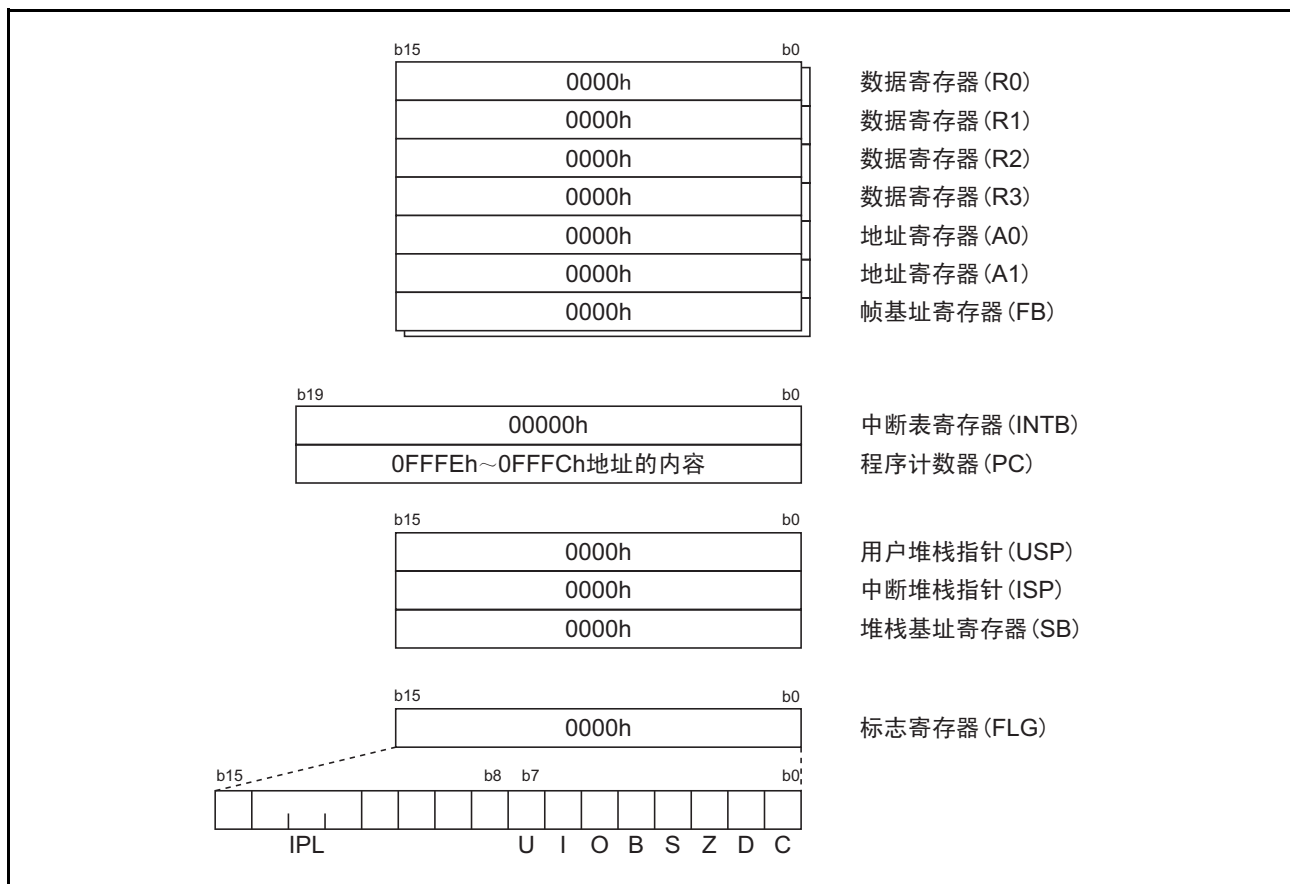 b15 b0
0000h 数据寄存器(R0)
0000h 数据寄存器(R1)
0000h 数据寄存器(R2)
0000h 数据寄存器(R3)
0000h 地址寄存器(A0)
0000h 地址寄存器(A1)
0000h 帧基址寄存器(FB)
b19 b0
00000h 中断表寄存器(INTB)
0FFFEh～0FFFCh地址的内容 程序计数器(PC)
b15 b0
0000h 用户堆栈指针(USP)
0000h 中断堆栈指针(ISP)
0000h 堆栈基址寄存器(SB)
b15 b0
0000h 标志寄存器(FLG)
b15 b8 b7 b0
IPL U I O B S Z D C